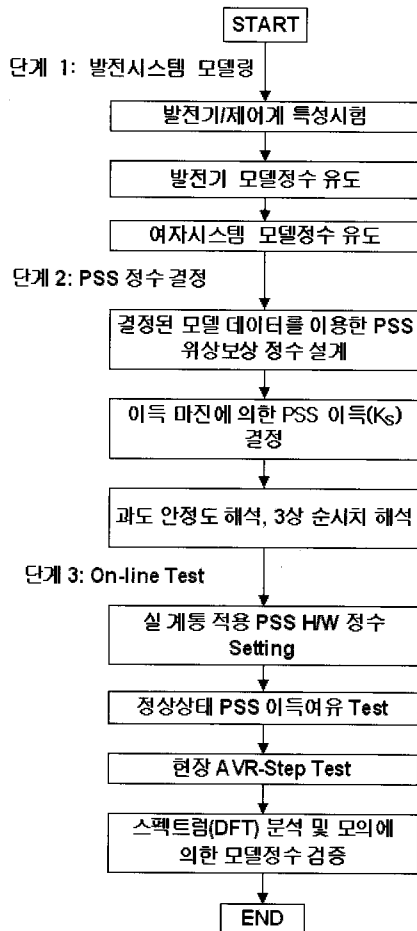 START
단계 1: 발전시스템 모델링
발전기/제어계 특성시험
발전기 모델정수 유도
여자시스템 모델정수 유도
단계 2: PSS 정수 결정
결정된 모델 데이터를 이용한 PSS
위상보상 정수 설계
이득 마진에 의한 PSS 이득(Ks)
결정
과도 안정도 해석, 3상 순시치 해석
단계 3: On-line Test
실 계통 적용 PSS H/W 정수
Setting
정상상태 PSS 이득여유 Test
현장 AVR-Step Test
스펙트럼(DFT) 분석 및 모의에
의한 모델정수 검증
END